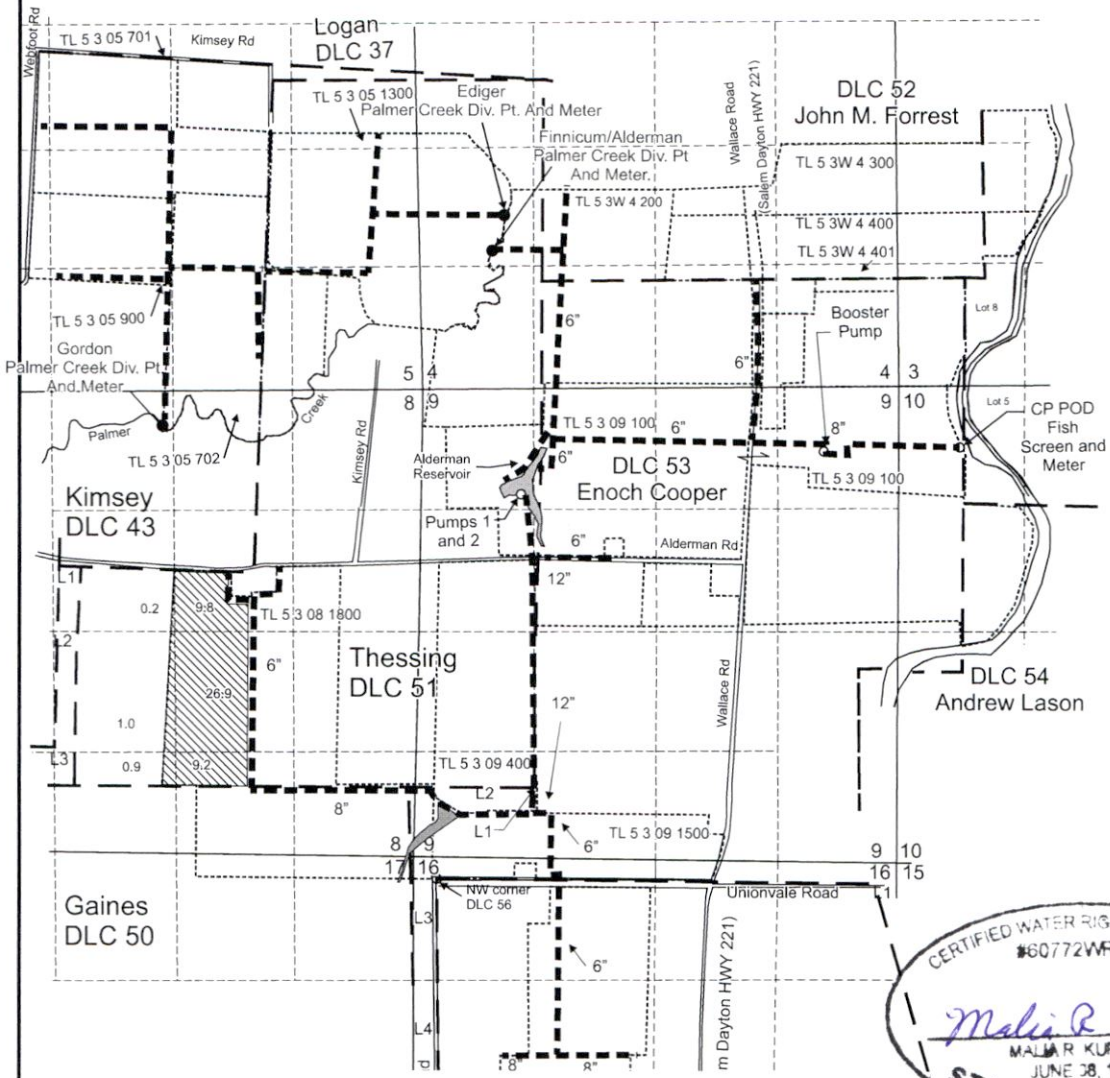 Webfoot Rd
TL 5 3 05 701
Kimsey Rd
Logan
DLC 37
TL 5 3 05 1300
Ediger
Palmer Creek Div. Pt. And Meter
Finnicum/Alderman
Palmer Creek Div. Pt
And Meter.
Wallace Road
(Salem Dayton HWY 221)
DLC 52
John M. Forrest
TL 5 3W 4 300
TL 5 3W 4 200
TL 5 3W 4 400
TL 5 3W 4 401
TL 5 3 05 900
Gordon
Palmer Creek Div. Pt
And Meter
6"
6"
Booster
Pump
Lot 8
5 4
8 9
4 3
9 10
Lot 5
Palmer
Creek
TL 5 3 05 702
Kimsey Rd
TL 5 3 09 100
6"
8"
CP POD
Fish
Screen and
Meter
Alderman
Reservoir
6"
DLC 53
Enoch Cooper
TL 5 3 09 100
Kimsey
DLC 43
Pumps 1
and 2
6"
Alderman Rd
L1
12"
0.2
9.8
TL 5 3 08 1800
L2
6"
Thessing
DLC 51
26.9
Wallace Rd
DLC 54
Andrew Lason
12"
1.0
L3
0.9
9.2
TL 5 3 09 400
L2
8"
L1
TL 5 3 09 1500
6"
8 9
17 16
9 10
16 15
NW corner
DLC 56
Unionvale Road
L1
Gaines
DLC 50
L3
6"
L4
m Dayton HWY 221)
8"
8"
CERTIFIED WATER RIG
#60772WR
Malia R
MALIA R KU
JUNE